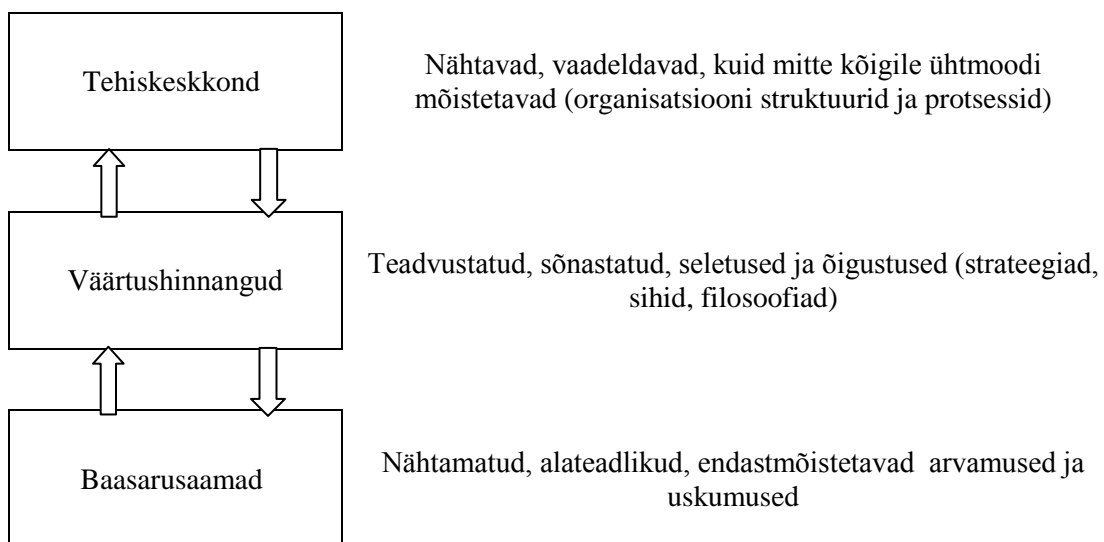 Tehiskeskkond
Nähtavad, vaadeldavad, kuid mitte kõigile ühtmoodi
mõistetavad (organisatsiooni struktuurid ja protsessid)
Väärtushinnangud
Teadvustatud, sõnastatud, seletused ja õigustused (strateegiad,
sihid, filosoofiad)
Baasarusaamad
Nähtamatud, alateadlikud, endastmõistetavad arvamused ja
uskumused